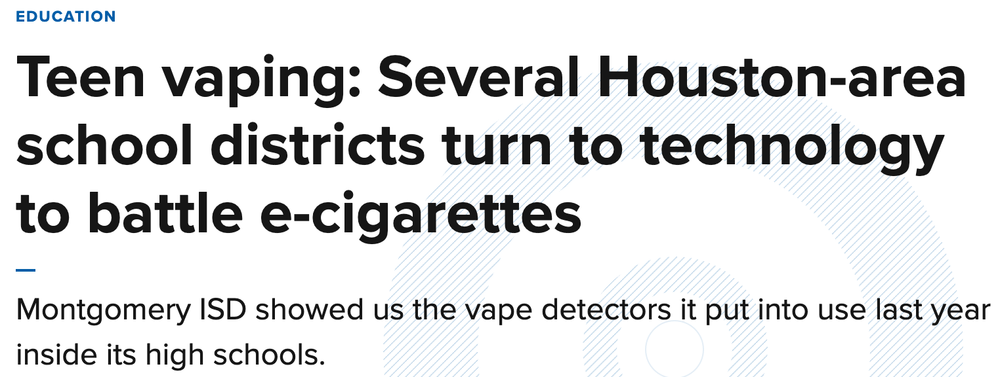 EDUCATION
Teen vaping: Several Houston-area
school districts turn to technology
to battle e-cigarettes
Montgomery ISD showed us the vape detectors it put into use last year
inside its high schools.